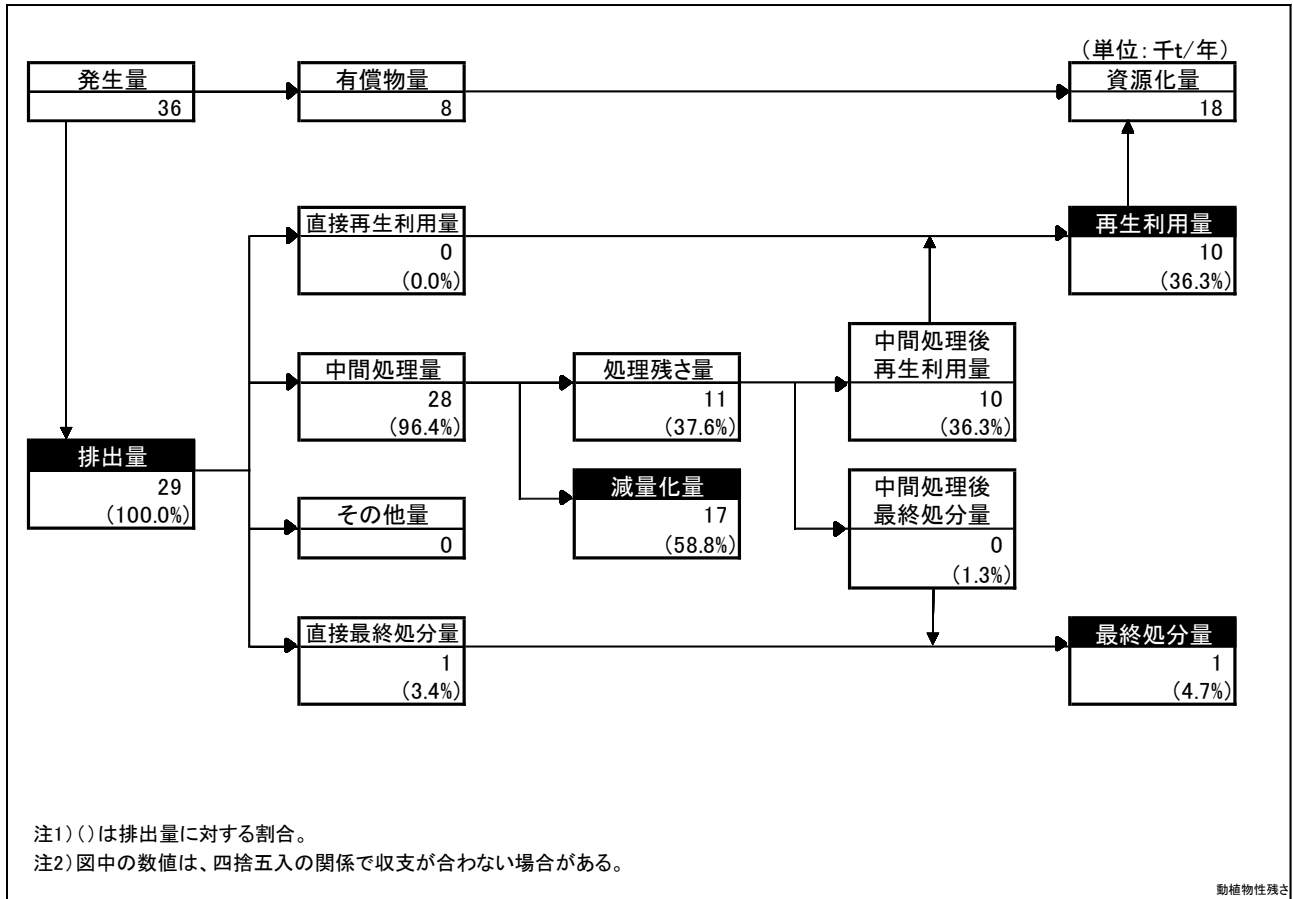 (単位:千t/年)
発生量
36
有償物量
8
資源化量
18
直接再生利用量
0
(0.0%)
再生利用量
10
(36.3%)
中間処理量
28
(96.4%)
処理残さ量
11
(37.6%)
中間処理後
再生利用量
10
(36.3%)
排出量
29
(100.0%)
その他量
0
減量化量
17
(58.8%)
中間処理後
最終処分量
0
(1.3%)
直接最終処分量
1
(3.4%)
最終処分量
1
(4.7%)
注1)()は排出量に対する割合。
注2)図中の数値は、四捨五入の関係で収支が合わない場合がある。
動植物性残さ